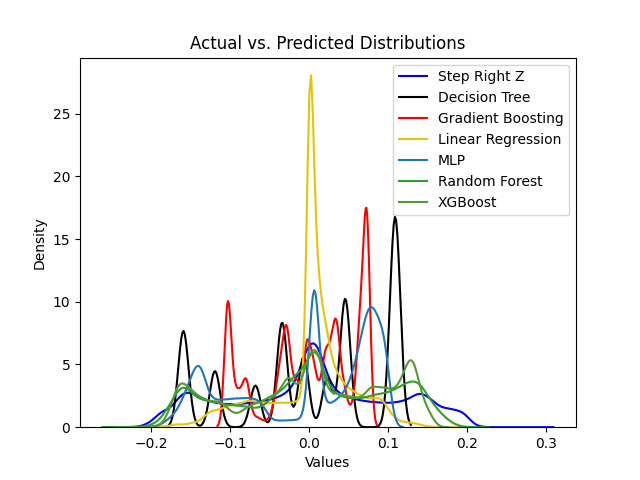 Actual vs. Predicted Distributions
Step Right Z
Decision Tree
Gradient Boosting
Linear Regression
MLP
Random Forest
XGBoost
Density
25
20
15
10
5
0
−0.2 −0.1 0.0 0.1 0.2 0.3
Values